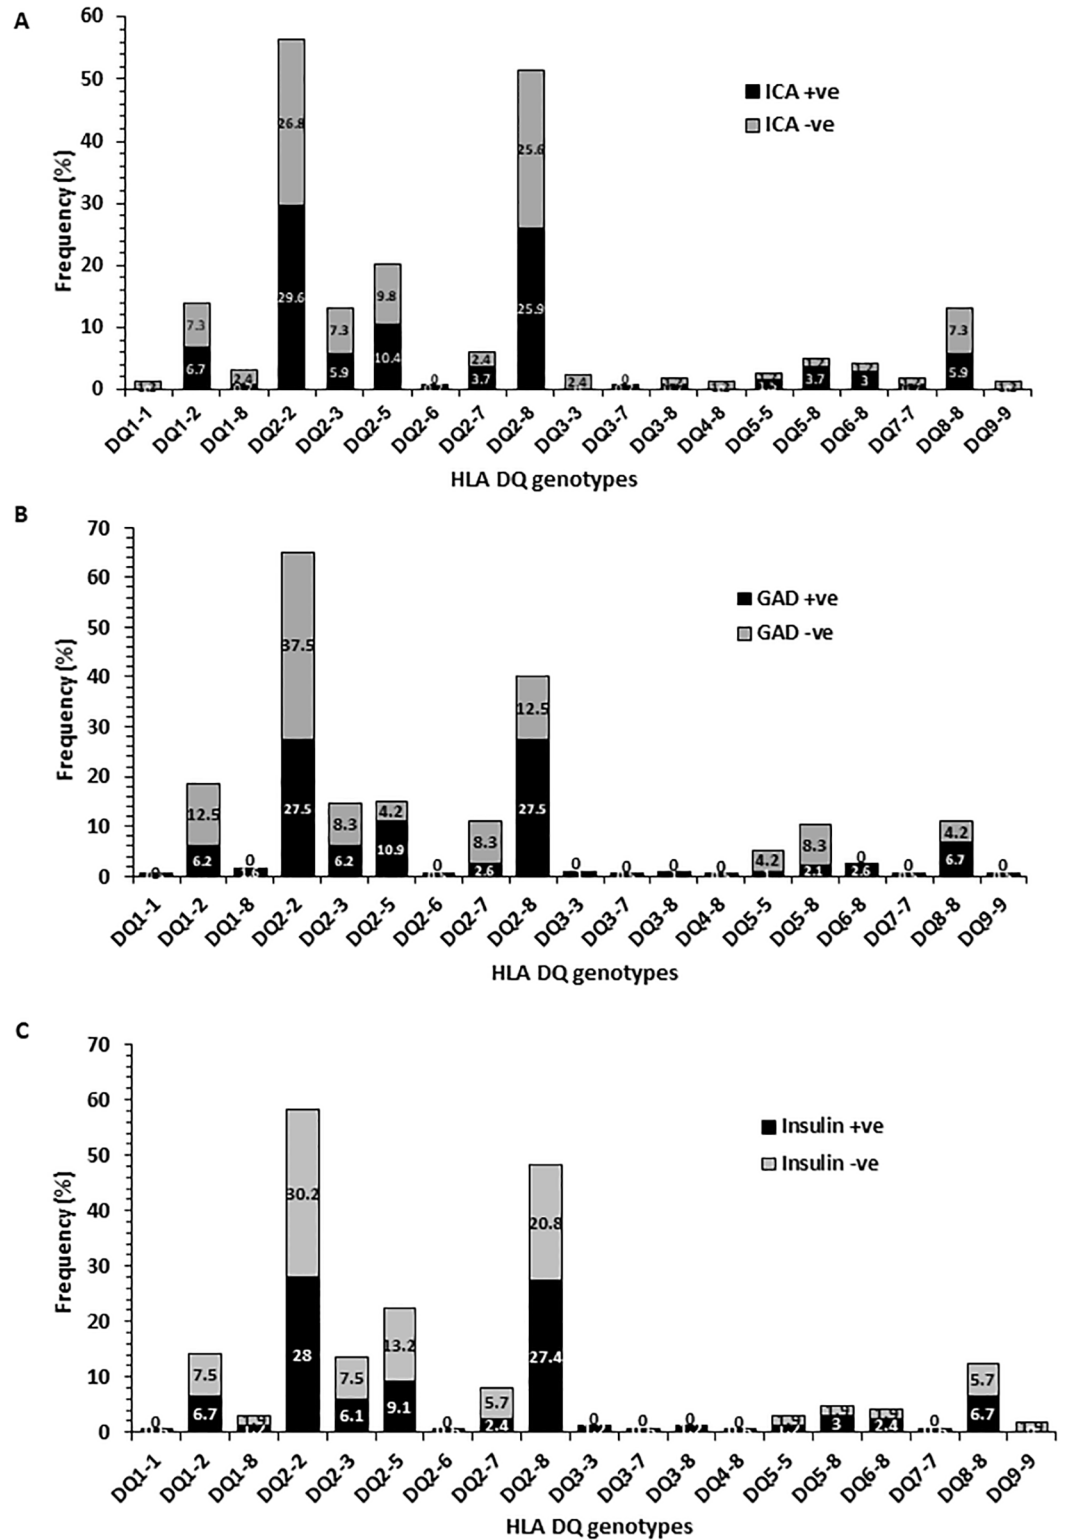 A
60
50
40
30
20
10
0
Frequency (%)
ICA +ve
ICA -ve
7.3
6.7
2.4
26.8
29.6
7.3
5.9
9.8
10.4
0
2.4
3.7
25.6
25.9
2.4
0
3.7
3
7.3
5.9
DQ1-1
DQ1-2
DQ1-8
DQ2-2
DQ2-3
DQ2-5
DQ2-6
DQ2-7
DQ2-8
DQ3-3
DQ3-7
DQ3-8
DQ4-8
DQ5-5
DQ5-8
DQ6-8
DQ7-7
DQ8-8
DQ9-9
HLA DQ genotypes
B
70
60
50
40
30
20
10
0
Frequency (%)
GAD +ve
GAD -ve
12.5
6.2
0
1.6
37.5
27.5
8.3
6.2
4.2
10.9
0
8.3
2.6
12.5
27.5
0
0
0
0
4.2
8.3
2.1
0
2.6
0
4.2
6.7
0
DQ1-1
DQ1-2
DQ1-8
DQ2-2
DQ2-3
DQ2-5
DQ2-6
DQ2-7
DQ2-8
DQ3-3
DQ3-7
DQ3-8
DQ4-8
DQ5-5
DQ5-8
DQ6-8
DQ7-7
DQ8-8
DQ9-9
HLA DQ genotypes
C
70
60
50
40
30
20
10
0
Frequency (%)
Insulin +ve
Insulin -ve
0
7.5
6.7
30.2
28
7.5
6.1
13.2
9.1
0
5.7
2.4
20.8
27.4
0
0
0
0
3
2.4
0
5.7
6.7
DQ1-1
DQ1-2
DQ1-8
DQ2-2
DQ2-3
DQ2-5
DQ2-6
DQ2-7
DQ2-8
DQ3-3
DQ3-7
DQ3-8
DQ4-8
DQ5-5
DQ5-8
DQ6-8
DQ7-7
DQ8-8
DQ9-9
HLA DQ genotypes